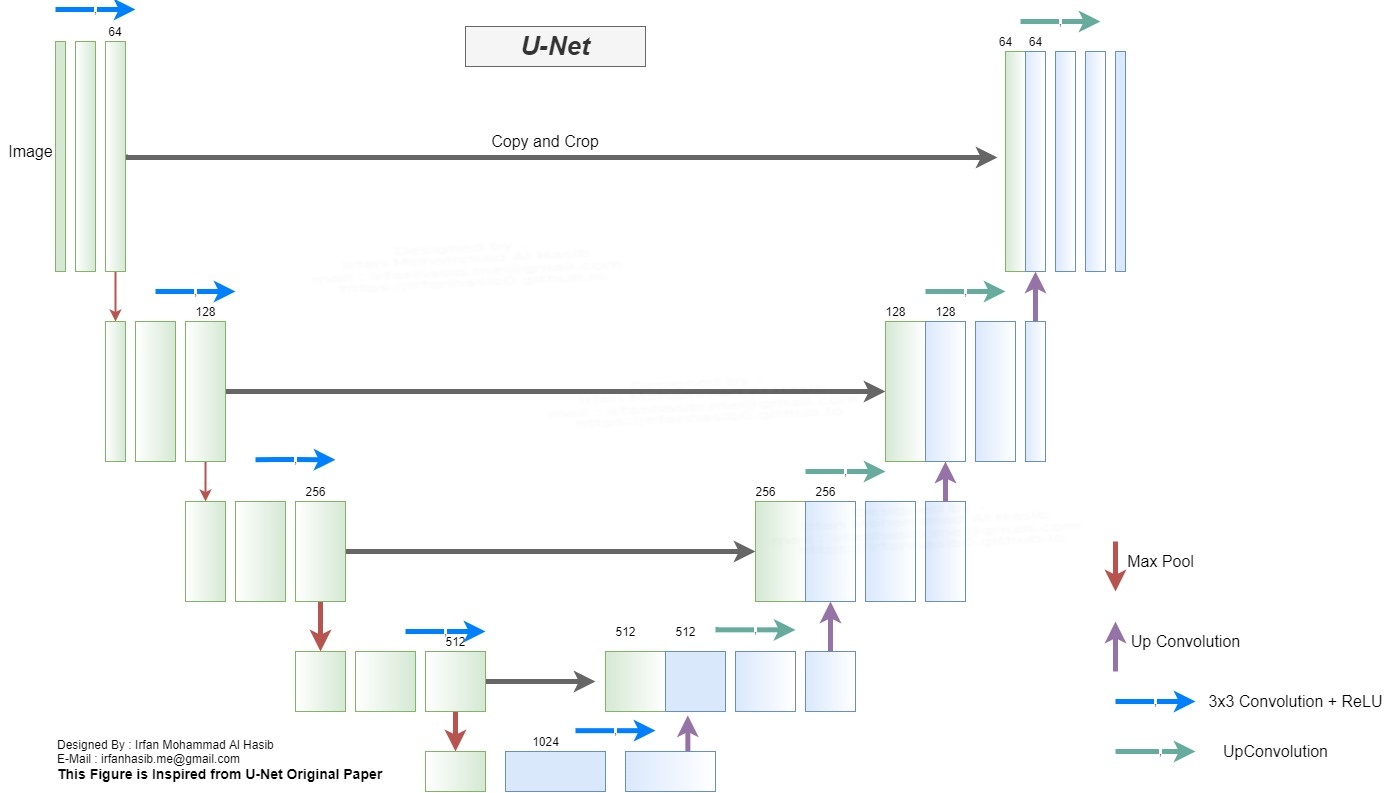 U-Net
64
64 64
Image
Copy and Crop
128
128 128
256
256 256
512
512 512
1024
Max Pool
Up Convolution
3x3 Convolution + ReLU
UpConvolution
Designed By : Irfan Mohammad Al Hasib
E-Mail : irfanhasib.me@gmail.com
This Figure is Inspired from U-Net Original Paper